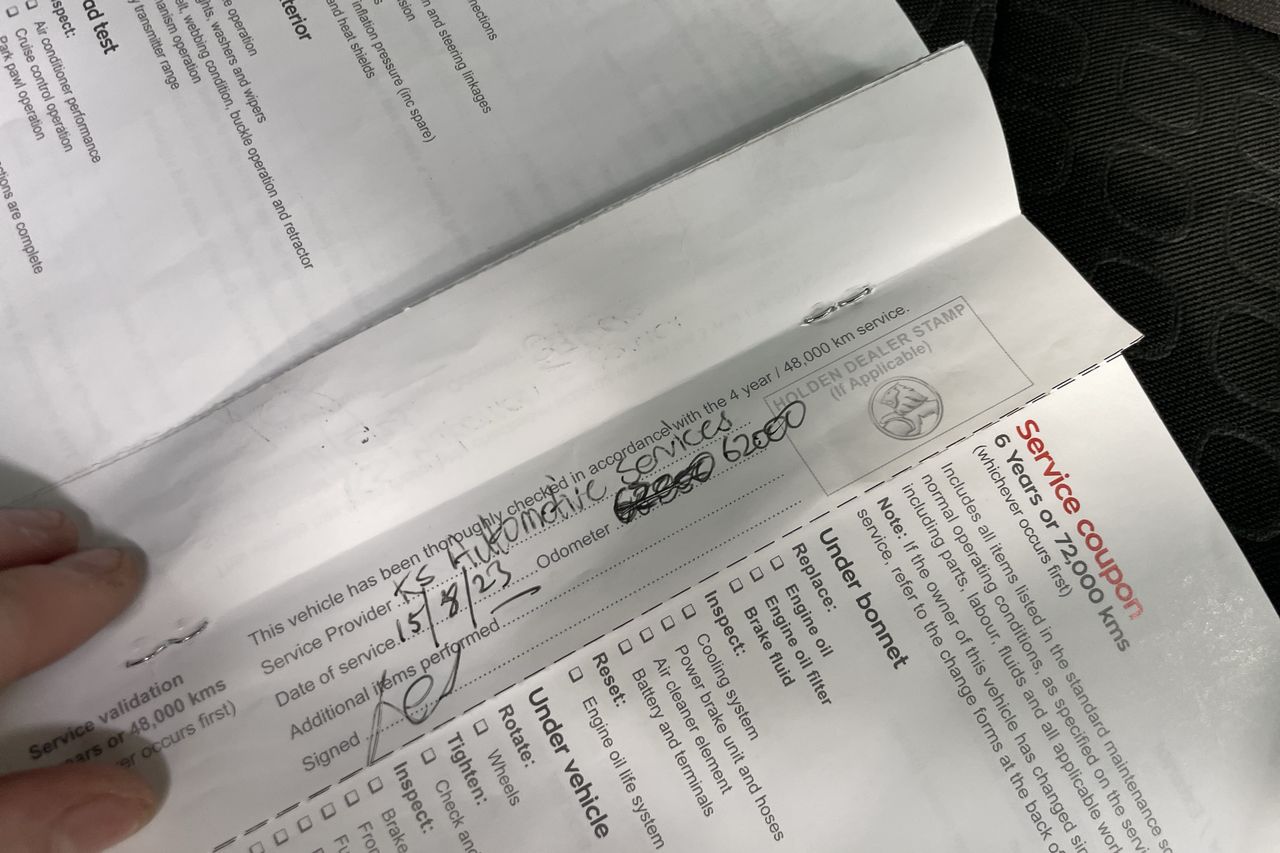 ad test
spect:
Air conditioner performance
Cruise control operation
Park pawl operation
ctions are complete
terior
e operation
ghts, washers and wipers
ell, webbing condition, buckle operation and retractor
hanism operation
y transmitter range
nections
n and steering linkages
nsion
inflation pressure (inc spare)
and heat shields
Service validation
ears or 48,000 kms
er occurs first)
This vehicle has been thoroughly checked in accordance with the 4 year / 48,000 km service.
Service Provider KS Automotive Services
Date of service 15/8/23 Odometer 62000
Additional items performed
Signed
HOLDEN DEALER STAMP
(If Applicable)
Service coupon
6 Years or 72,000 kms
(whichever occurs first)
Includes all items listed in the standard maintenance
normal operating conditions, as specified on the servi
including parts, labour, fluids and all applicable wor
Note: If the owner of this vehicle has changed sin
service, refer to the change forms at the back of
Under bonnet
Replace:
Engine oil
Engine oil filter
Brake fluid
Inspect:
Cooling system
Power brake unit and hoses
Air cleaner element
Battery and terminals
Reset:
Engine oil life system
Under vehicle
Rotate:
Wheels
Tighten:
Check and
Inspect:
Brake
Fron
Fu